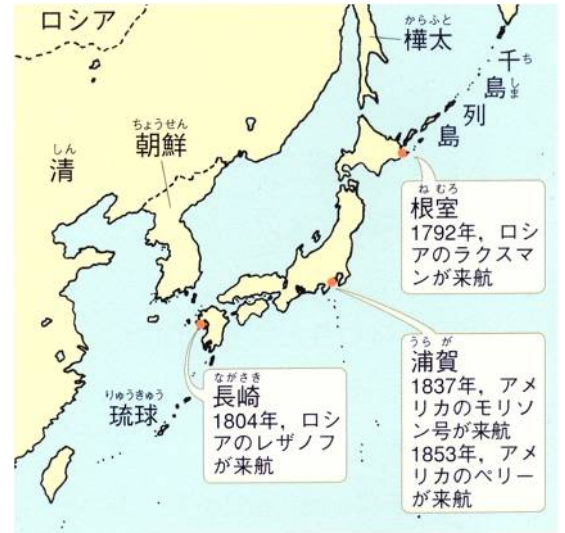 ロシア
からふと
樺太
ち
千
しま
島
列
島
ちょうせん
朝鮮
しん
清
ねむろ
根室
1792年，ロシ
アのラクスマ
ンが来航
うらが
浦賀
1837年，アメ
リカのモリソ
ン号が来航
1853年，アメ
リカのペリー
が来航
ながさき
長崎
1804年，ロシ
アのレザノフ
が来航
りゅうきゅう
琉球